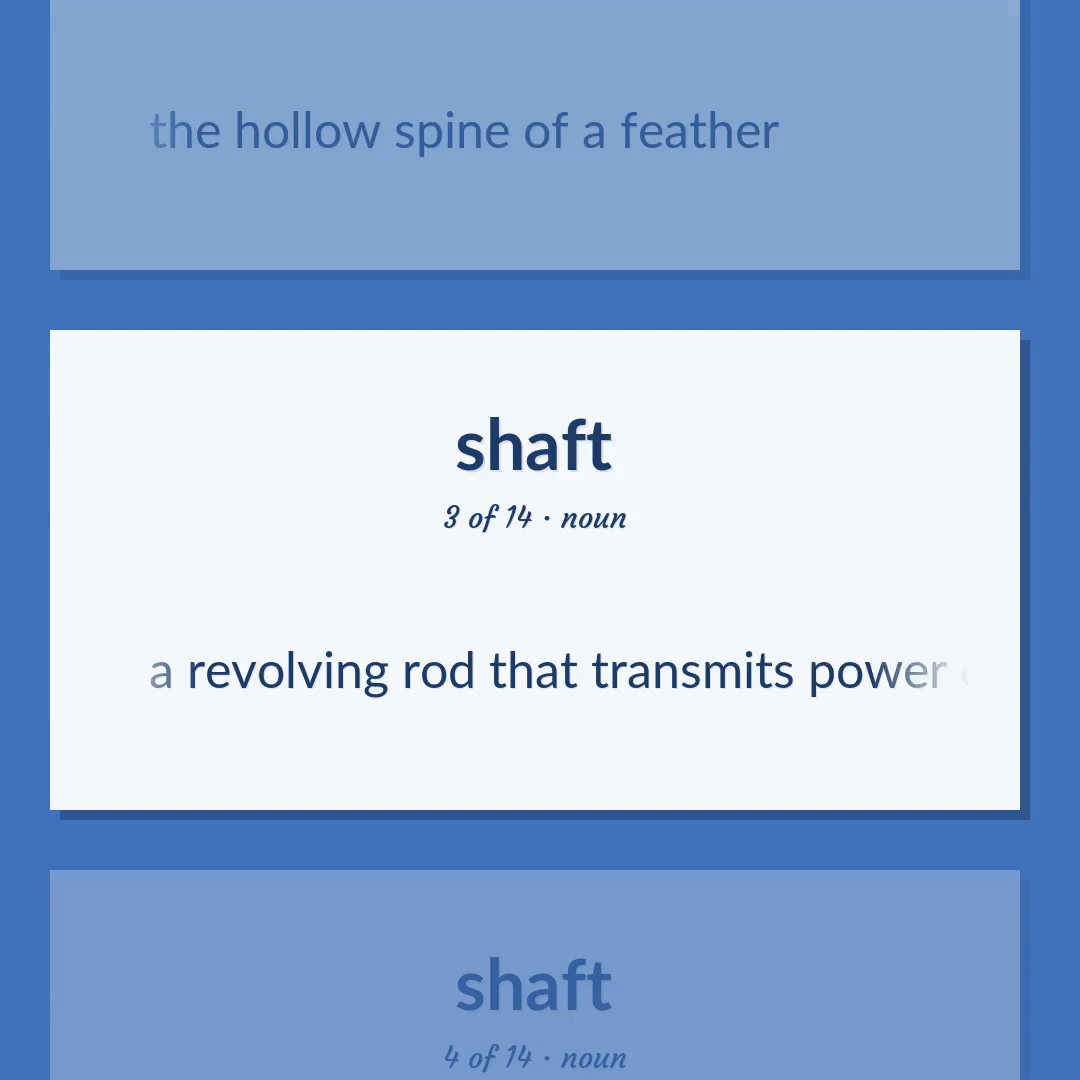 the hollow spine of a feather
shaft
3 of 14 · noun
a revolving rod that transmits power
shaft
4 of 14 · noun